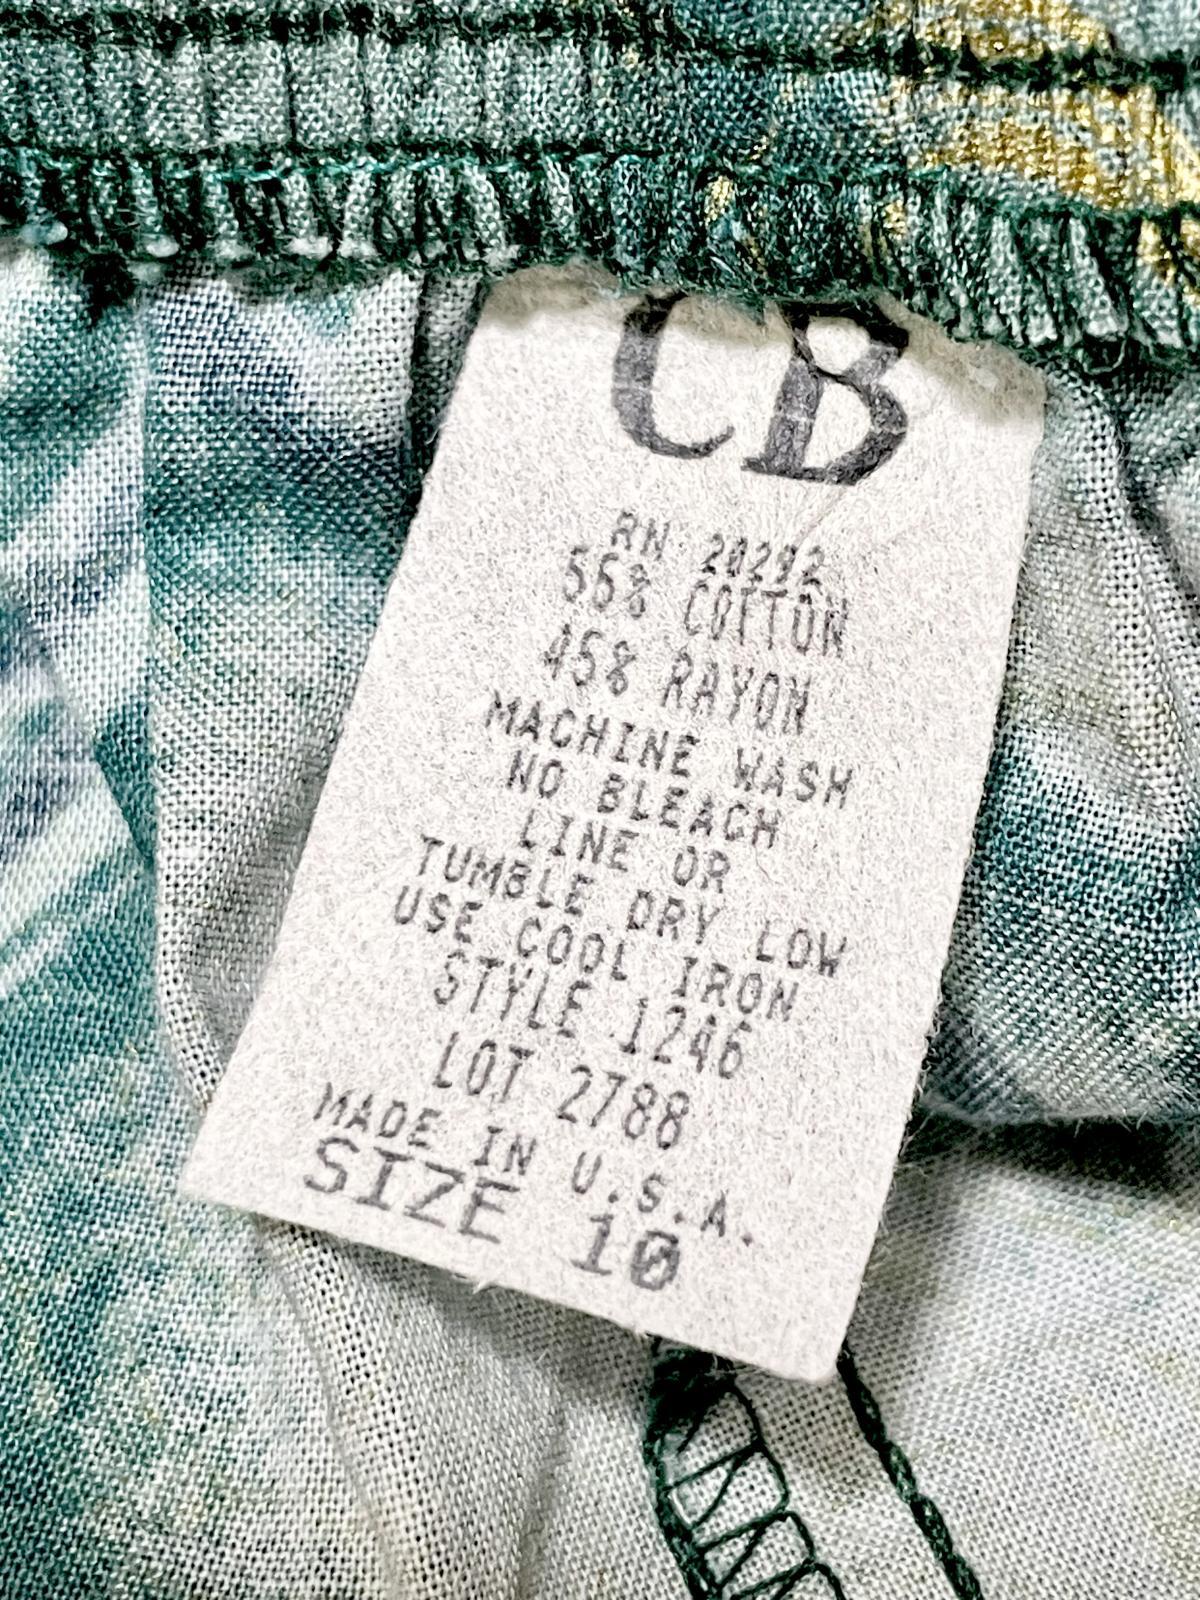 CB
RN 20292
55% COTTON
45% RAYON
MACHINE WASH
NO BLEACH
LINE OR
TUMBLE DRY LOW
USE COOL IRON
STYLE 1246
LOT 2788
MADE IN U.S.A.
SIZE 10